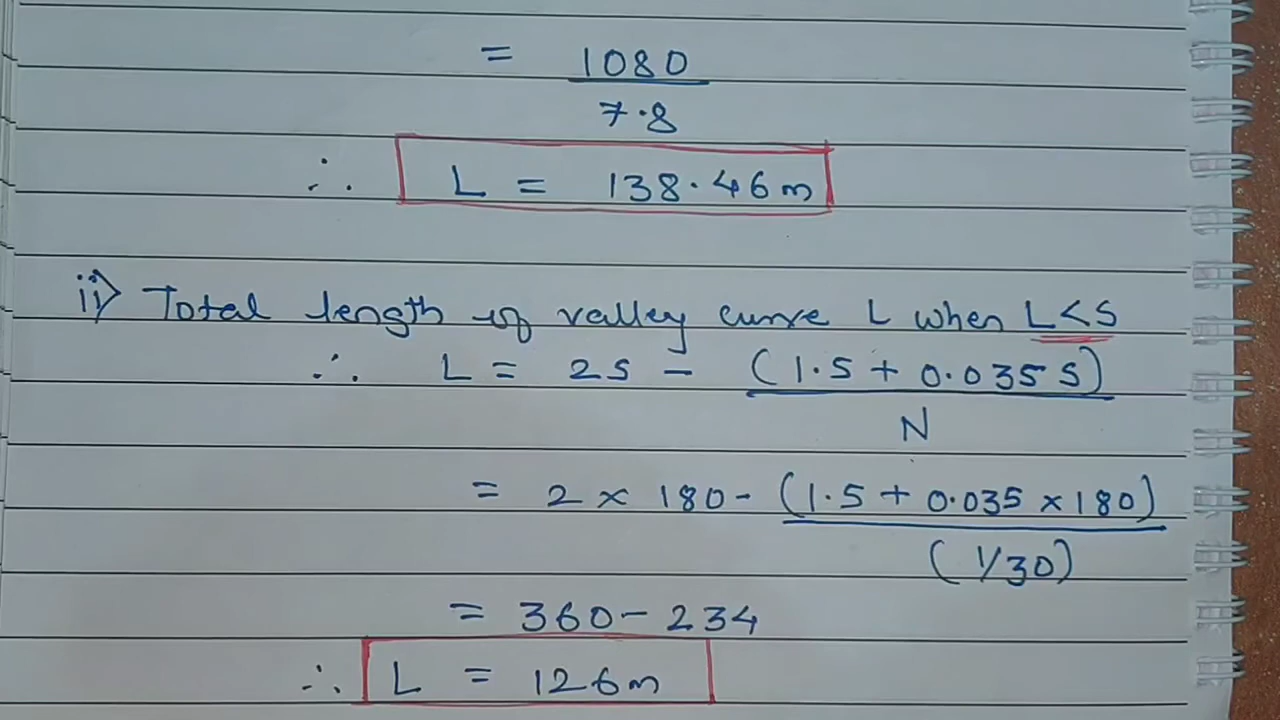 = 1080
7.8
∴ L = 138.46m
ii) Total length of valley curve L when L<S
∴ L = 2S - (1.5 + 0.035 S)
N
= 2 × 180 - (1.5 + 0.035 × 180)
(1/30)
= 360 - 234
∴ L = 126m